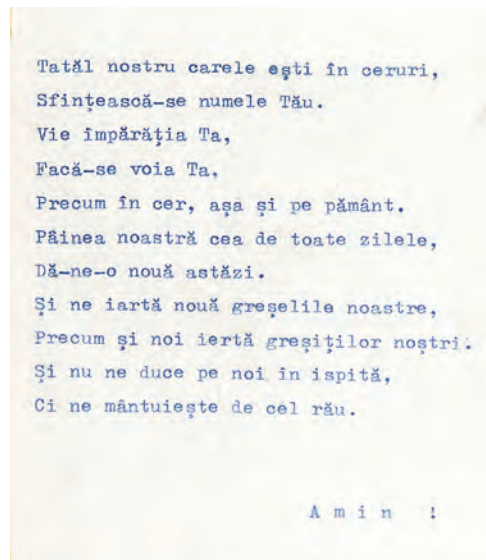 Tatăl nostru carele ești în ceruri,
Sfințească-se numele Tău.
Vie împărăția Ta,
Facă-se voia Ta,
Precum în cer, așa și pe pământ.
Pâinea noastră cea de toate zilele,
Dă-ne-o nouă astăzi.
Și ne iartă nouă greșelile noastre,
Precum și noi iertă greșiților noștri.
Și nu ne duce pe noi în ispită,
Ci ne mântuiește de cel rău.
A m i n !